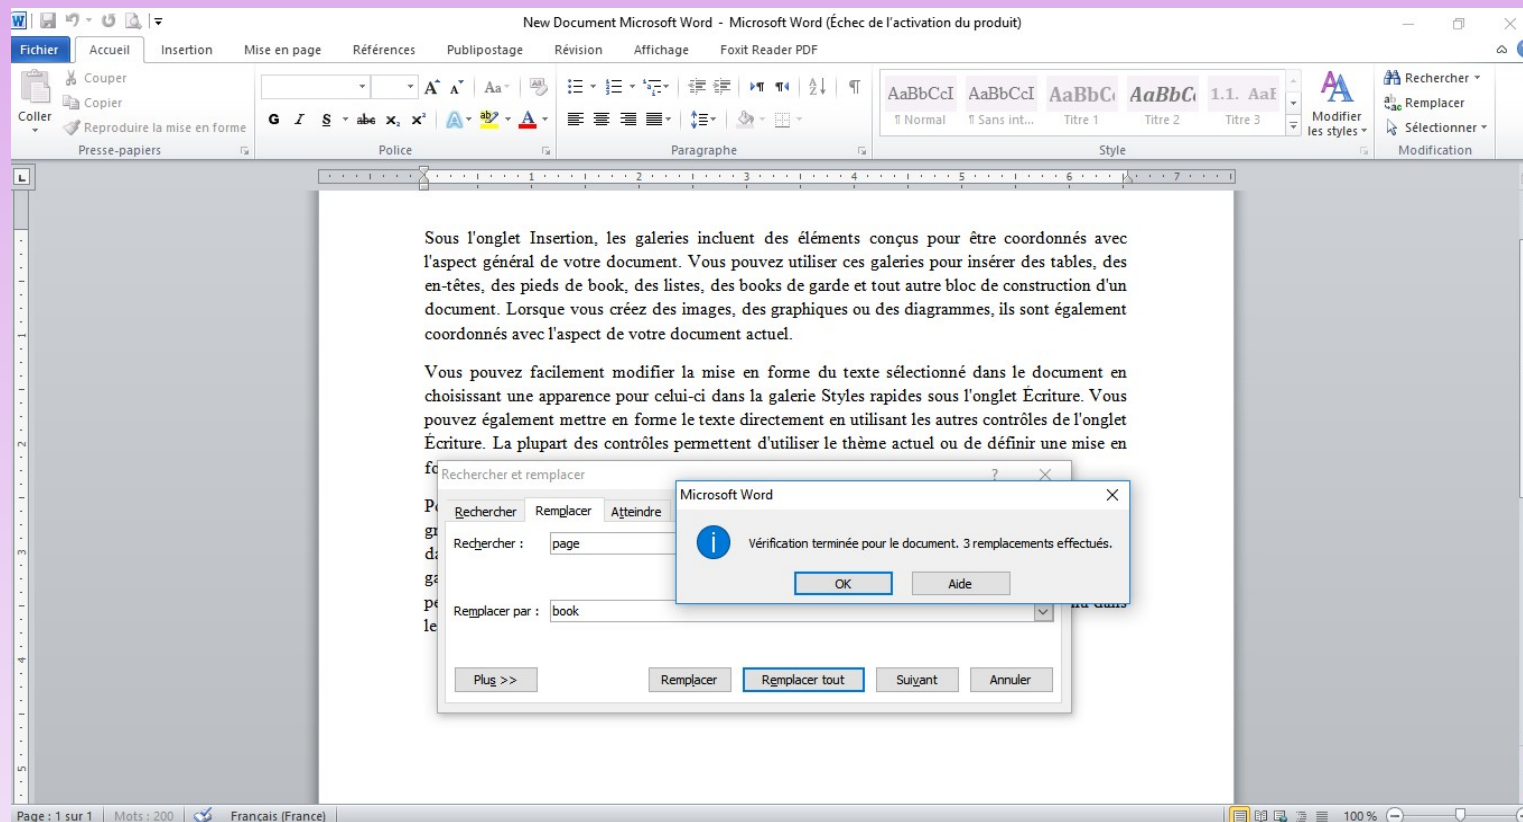 New Document Microsoft Word - Microsoft Word (Échec de l'activation du produit)
Fichier Accueil Insertion Mise en page Références Publipostage Révision Affichage Foxit Reader PDF
Coller
Couper
Copier
Reproduire la mise en forme
Presse-papiers
G I S abc x₂ x²
Police
Paragraphe
AaBbCcI AaBbCcI AaBbC AaBbC 1.1. AaB
¶ Normal ¶ Sans int... Titre 1 Titre 2 Titre 3
Modifier
les styles
Style
Rechercher
Remplacer
Sélectionner
Modification
1 2 3 4 5 6 7
Sous l'onglet Insertion, les galeries incluent des éléments conçus pour être coordonnés avec
l'aspect général de votre document. Vous pouvez utiliser ces galeries pour insérer des tables, des
en-têtes, des pieds de book, des listes, des books de garde et tout autre bloc de construction d'un
document. Lorsque vous créez des images, des graphiques ou des diagrammes, ils sont également
coordonnés avec l'aspect de votre document actuel.
Vous pouvez facilement modifier la mise en forme du texte sélectionné dans le document en
choisissant une apparence pour celui-ci dans la galerie Styles rapides sous l'onglet Écriture. Vous
pouvez également mettre en forme le texte directement en utilisant les autres contrôles de l'onglet
Écriture. La plupart des contrôles permettent d'utiliser le thème actuel ou de définir une mise en
Rechercher et remplacer
Rechercher Remplacer Atteindre
Rechercher : page
Remplacer par : book
Plus >> Remplacer Remplacer tout Suivant Annuler
Microsoft Word
Vérification terminée pour le document. 3 remplacements effectués.
OK Aide
Page : 1 sur 1 Mots : 200 Français (France) 100 %